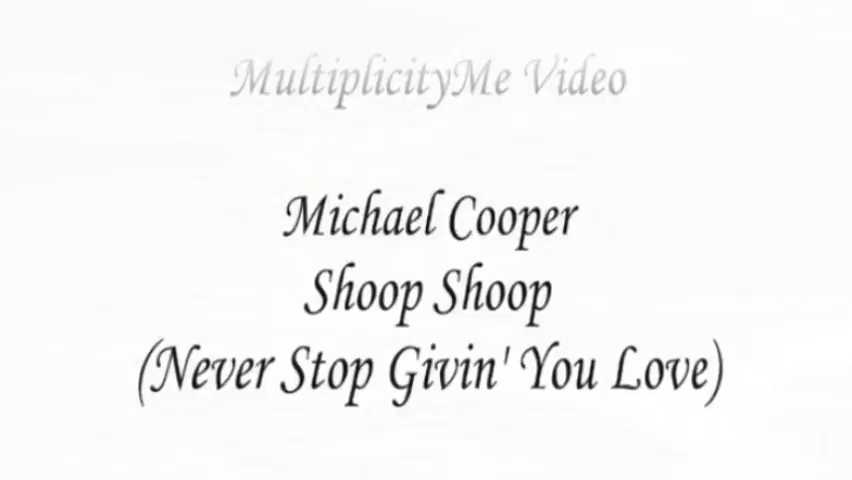 MultiplicityMe Video
Michael Cooper
Shoop Shoop
(Never Stop Givin' You Love)